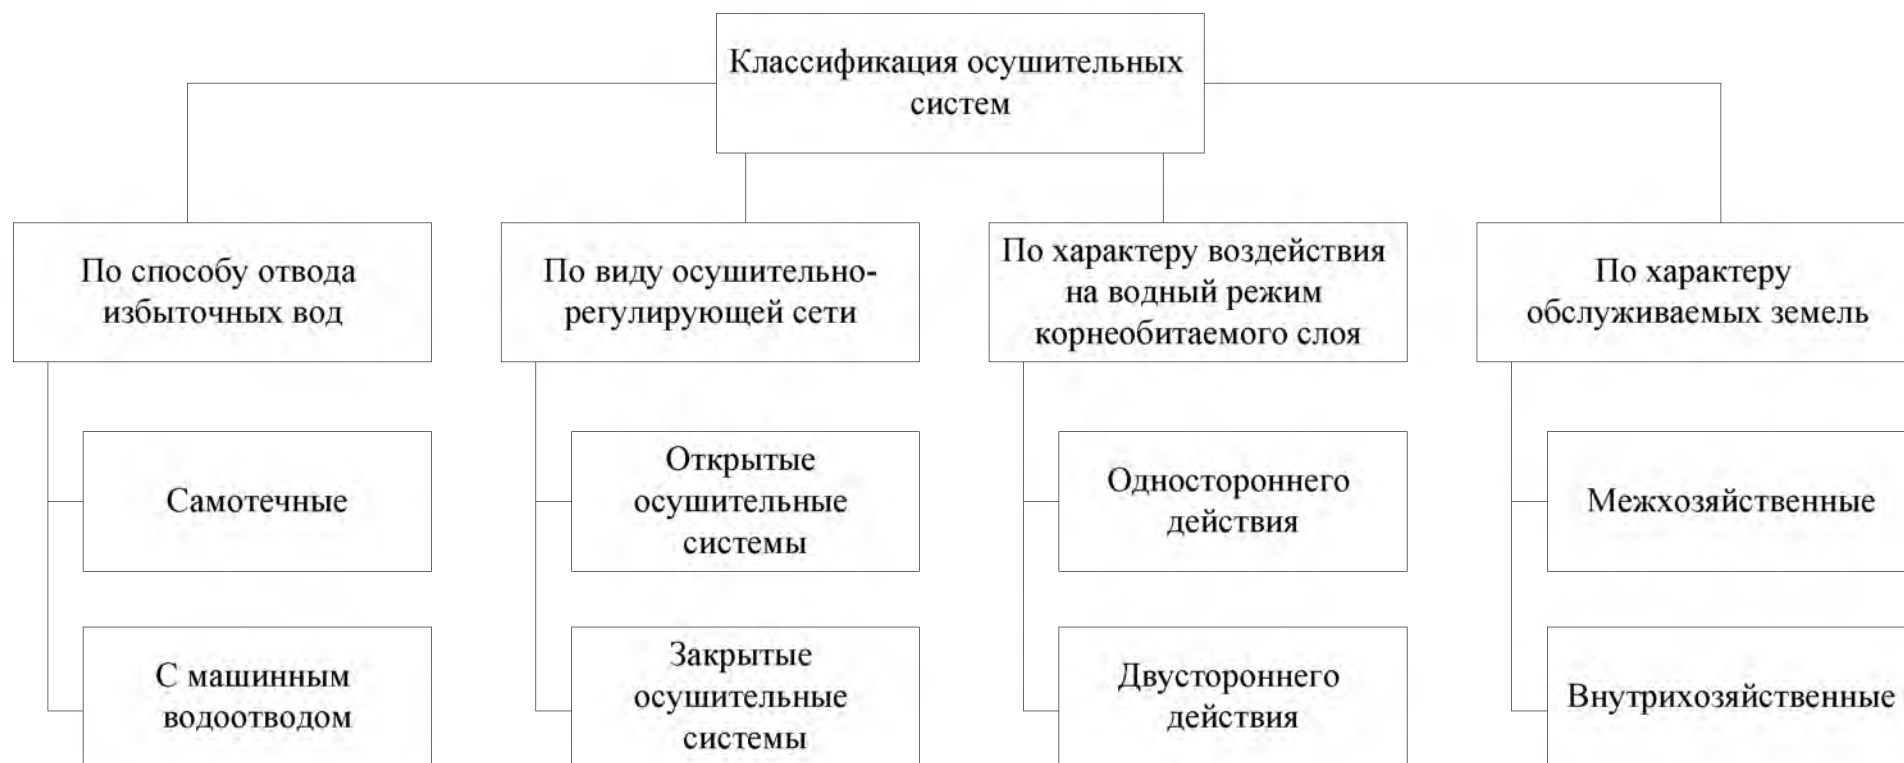 Классификация осушительных
систем
По способу отвода
избыточных вод
По виду осушительно-
регулирующей сети
По характеру воздействия
на водный режим
корнеобитаемого слоя
По характеру
обслуживаемых земель
Самотечные
Открытые
осушительные
системы
Одностороннего
действия
Межхозяйственные
С машинным
водоотводом
Закрытые
осушительные
системы
Двустороннего
действия
Внутрихозяйственные